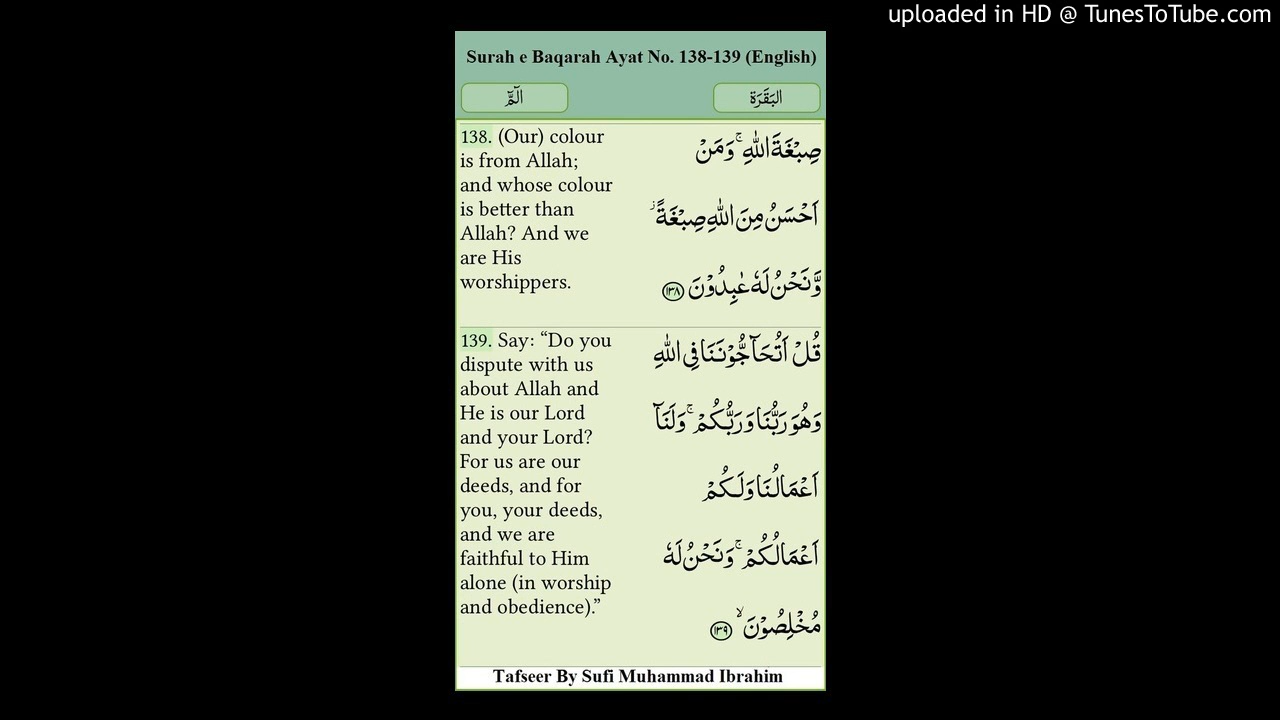 uploaded in HD @ TunesToTube.com
Surah e Baqarah Ayat No. 138-139 (English)
الٓمّٓ
البَقَرَة
138. (Our) colour
is from Allah;
and whose colour
is better than
Allah? And we
are His
worshippers.
صِبْغَةَ اللّٰهِ ۚ وَمَنْ
اَحْسَنُ مِنَ اللّٰهِ صِبْغَةً ؗ
وَّنَحْنُ لَهٗ عٰبِدُوْنَ ۝۱۳۸
139. Say: “Do you
dispute with us
about Allah and
He is our Lord
and your Lord?
For us are our
deeds, and for
you, your deeds,
and we are
faithful to Him
alone (in worship
and obedience).”
قُلْ اَتُحَآجُّوْنَنَا فِى اللّٰهِ
وَهُوَ رَبُّنَا وَرَبُّكُمْ ۚ وَلَنَاۤ
اَعْمَالُنَا وَلَكُمْ
اَعْمَالُكُمْ ۚ وَنَحْنُ لَهٗ
مُخْلِصُوْنَ ۙ ۝۱۳۹
Tafseer By Sufi Muhammad Ibrahim